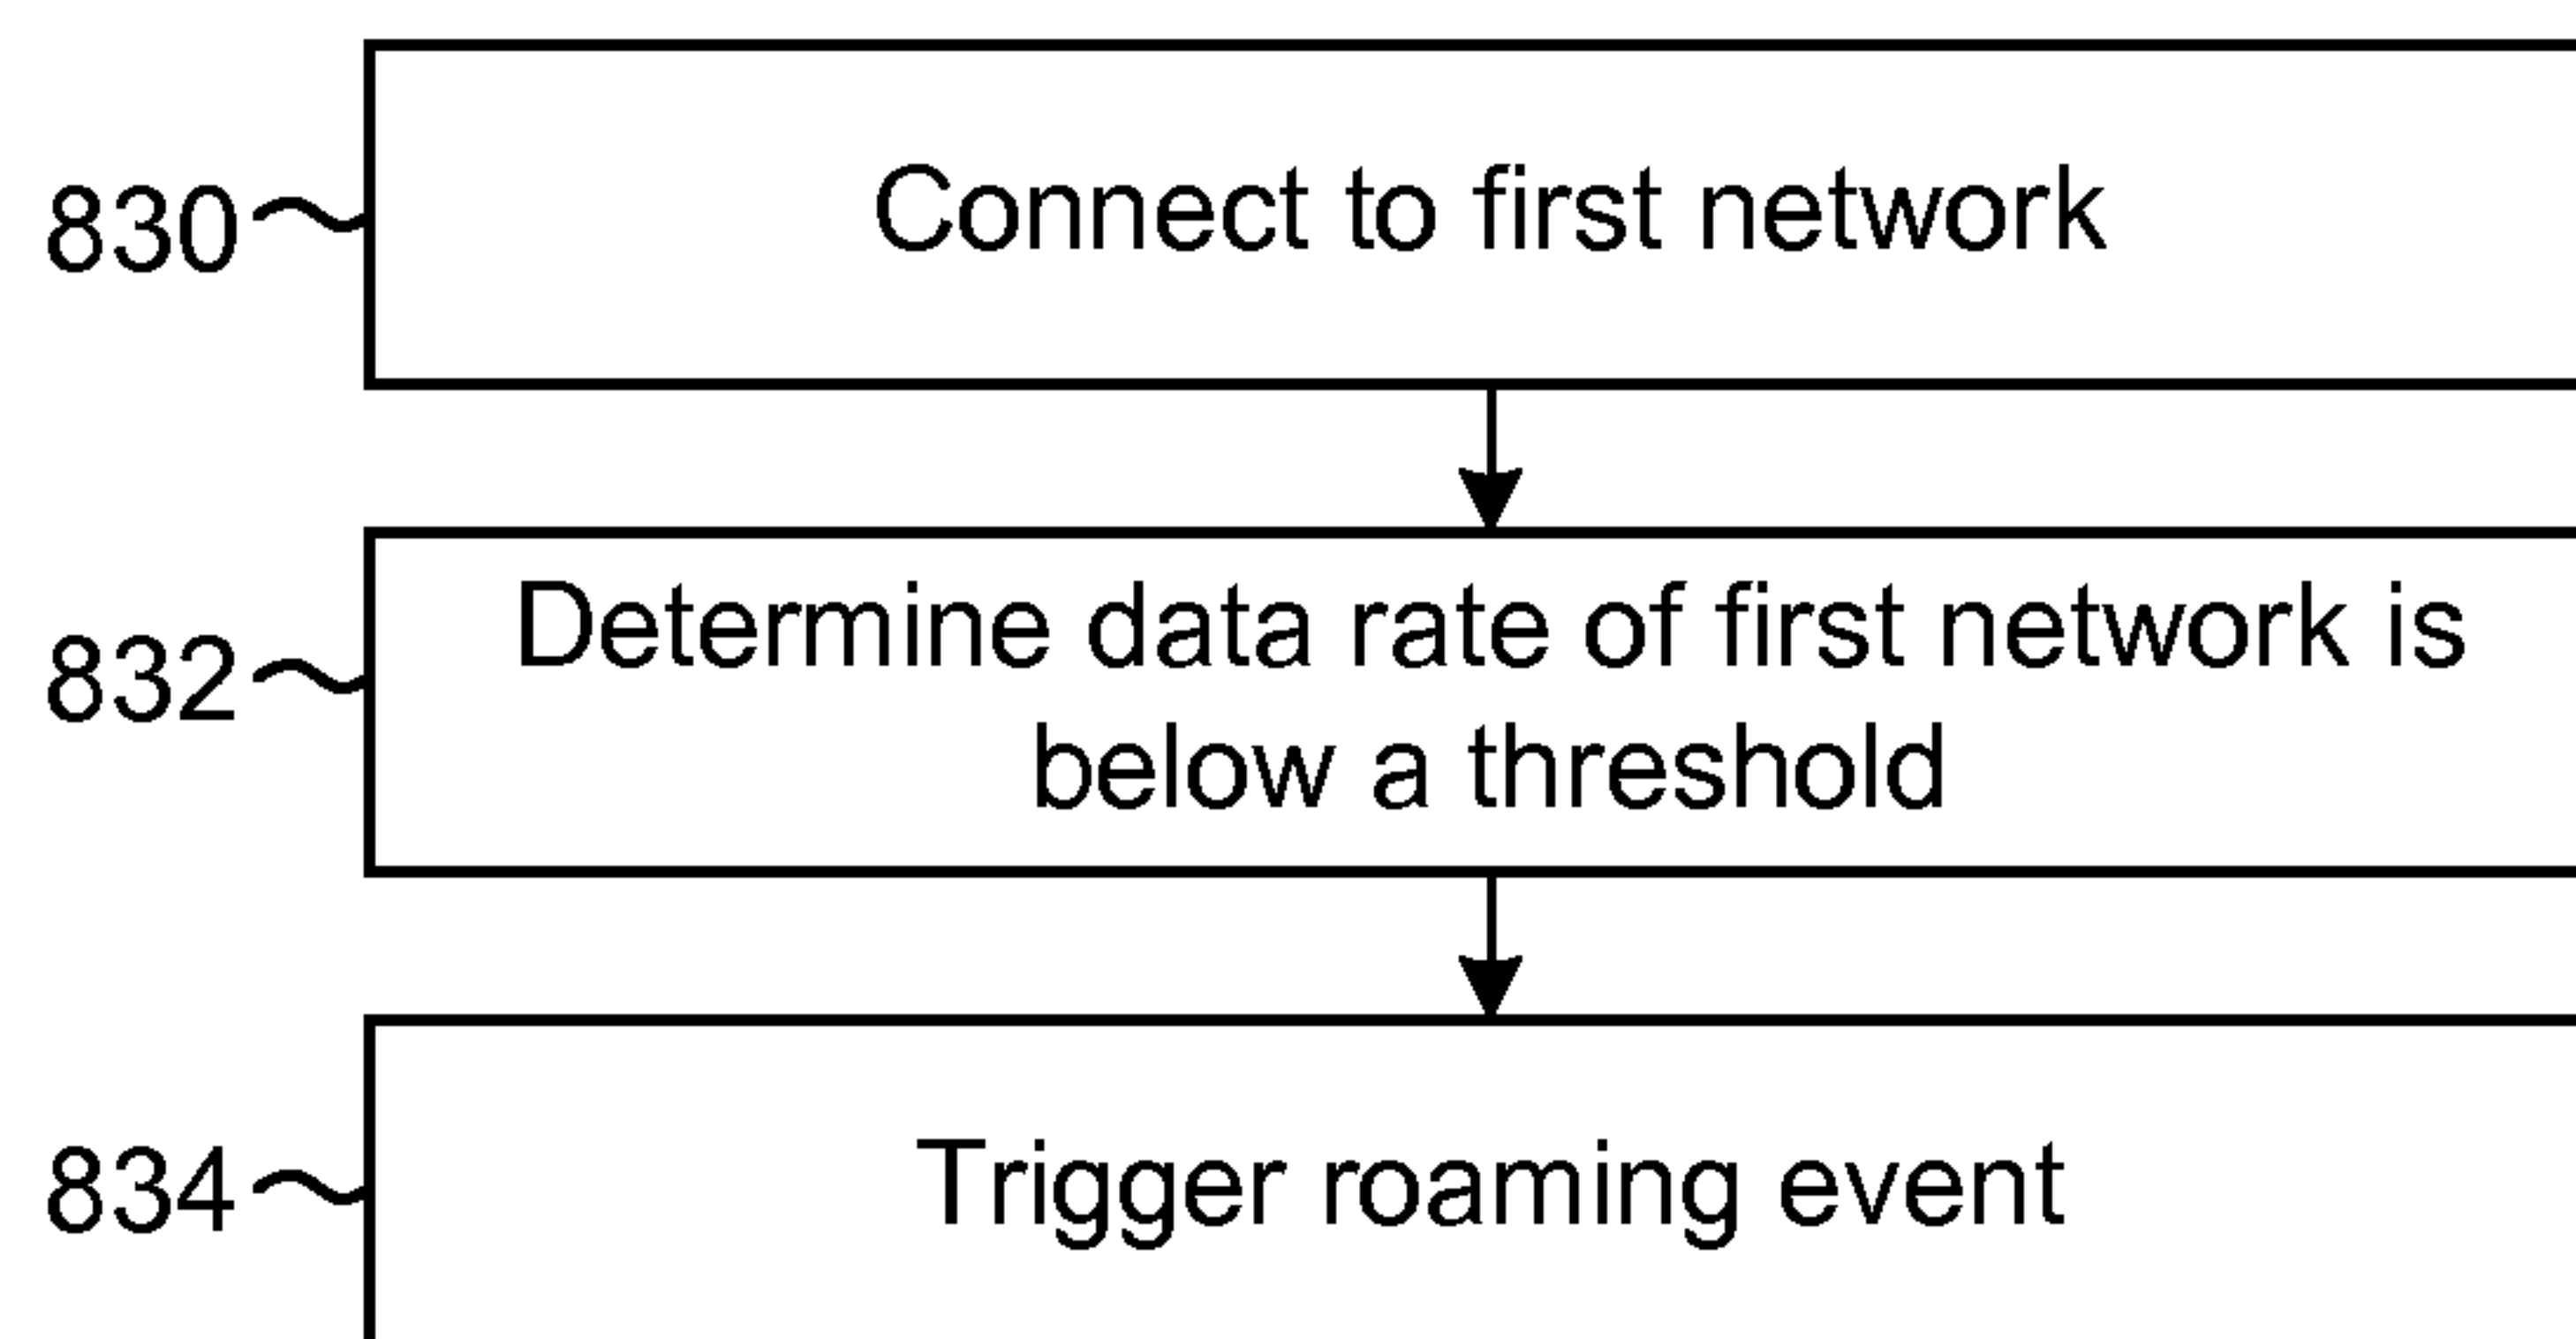 830
Connect to first network
832
Determine data rate of first network is
below a threshold
834
Trigger roaming event